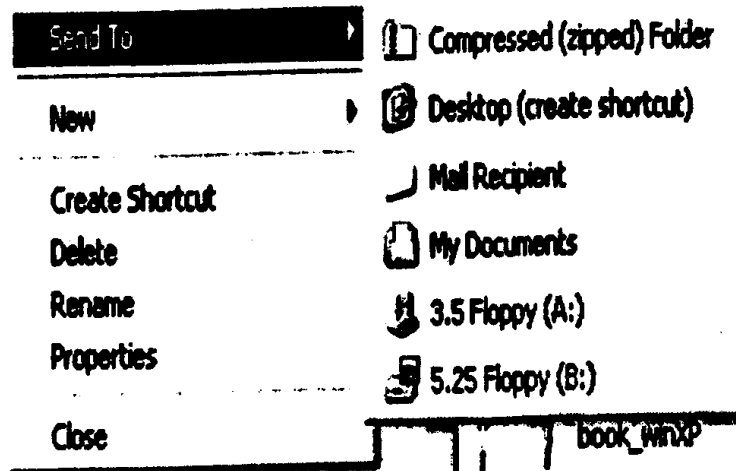 Send To
New
Create Shortcut
Delete
Rename
Properties
Close
Compressed (zipped) Folder
Desktop (create shortcut)
Mail Recipient
My Documents
3.5 Floppy (A:)
5.25 Floppy (B:)
book_winXP